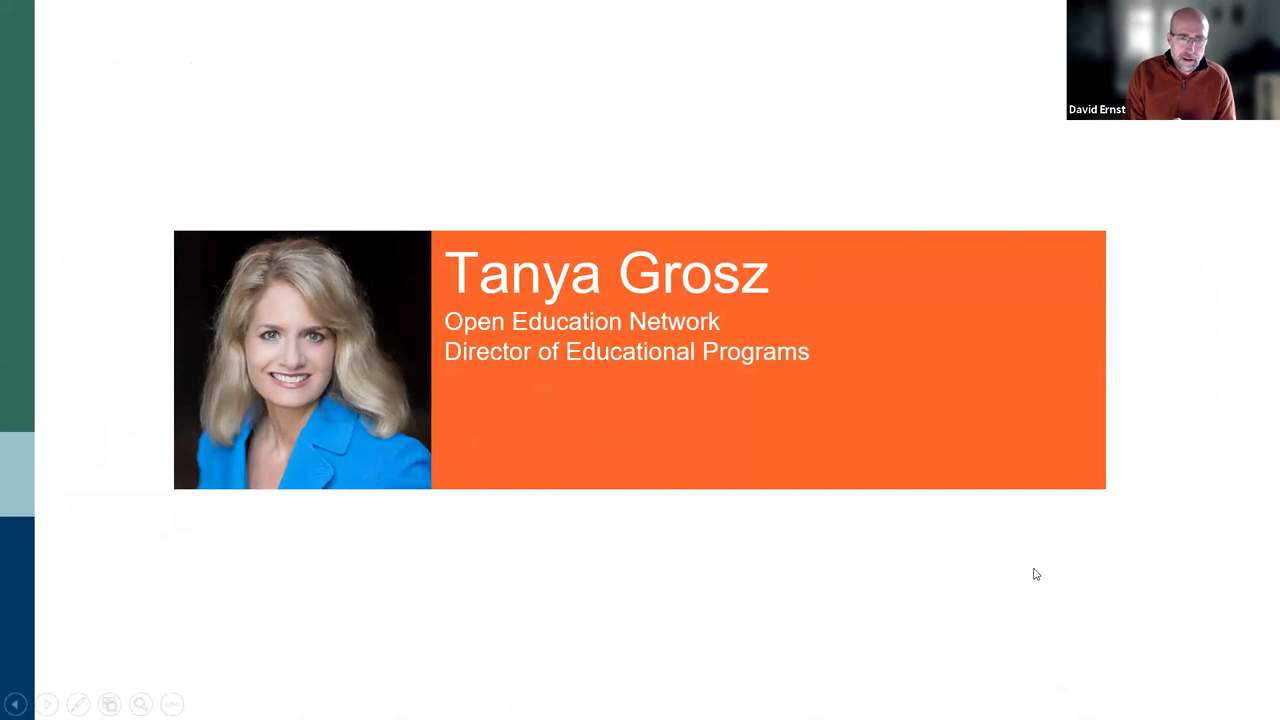 David Ernst
Tanya Grosz
Open Education Network
Director of Educational Programs